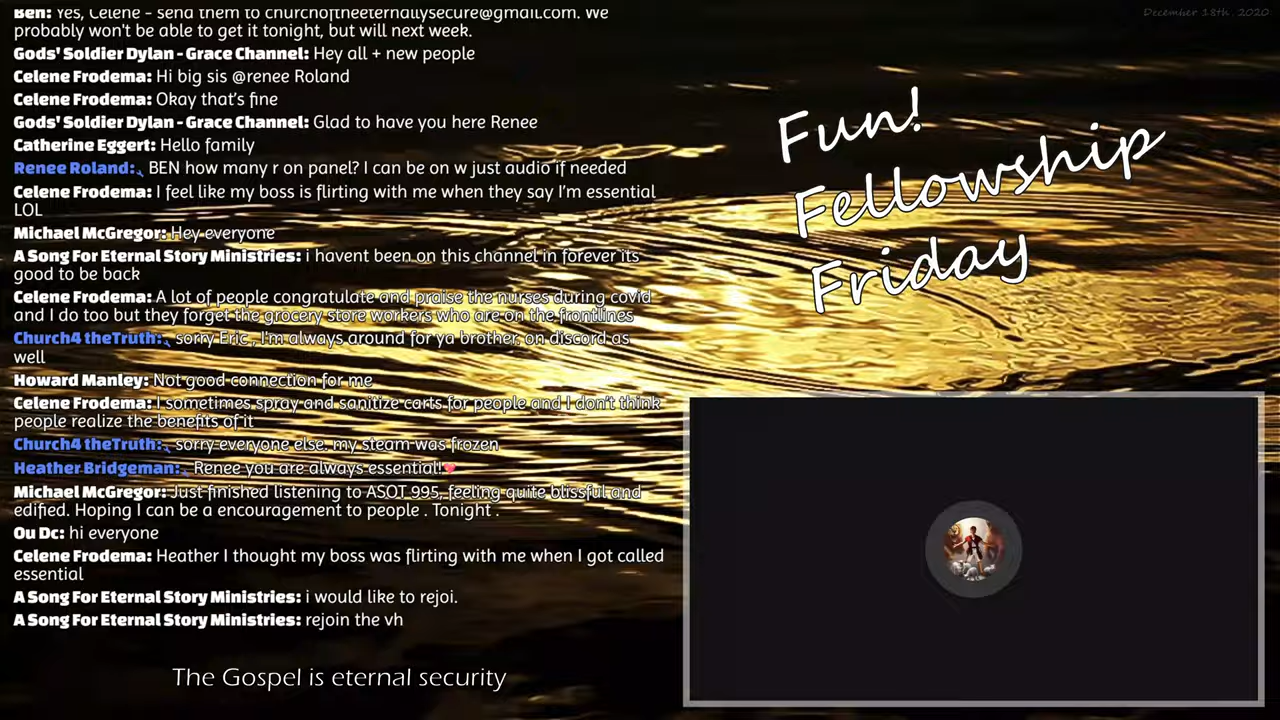 Ben: Yes, Celene - send them to churchoftheeternallysecure@gmail.com. We
probably won't be able to get it tonight, but will next week.
Gods' Soldier Dylan - Grace Channel: Hey all + new people
Celene Frodema: Hi big sis @renee Roland
Celene Frodema: Okay that's fine
Gods' Soldier Dylan - Grace Channel: Glad to have you here Renee
Catherine Eggert: Hello family
Renee Roland: BEN how many r on panel? I can be on w just audio if needed
Celene Frodema: I feel like my boss is flirting with me when they say I'm essential
LOL
Michael McGregor: Hey everyone
A Song For Eternal Story Ministries: i havent been on this channel in forever its
good to be back
Celene Frodema: A lot of people congratulate and praise the nurses during covid
and I do too but they forget the grocery store workers who are on the frontlines
Church4 theTruth: sorry Eric , I'm always around for ya brother, on discord as
well
Howard Manley: Not good connection for me
Celene Frodema: I sometimes spray and sanitize carts for people and I don't think
people realize the benefits of it
Church4 theTruth: sorry everyone else. my steam was frozen
Heather Bridgeman: Renee you are always essential!❤
Michael McGregor: Just finished listening to ASOT 995, feeling quite blissful and
edified. Hoping I can be a encouragement to people . Tonight .
Ou Dc: hi everyone
Celene Frodema: Heather I thought my boss was flirting with me when I got called
essential
A Song For Eternal Story Ministries: i would like to rejoi.
A Song For Eternal Story Ministries: rejoin the vh
The Gospel is eternal security
December 18th, 2020
Fun!
Fellowship
Friday